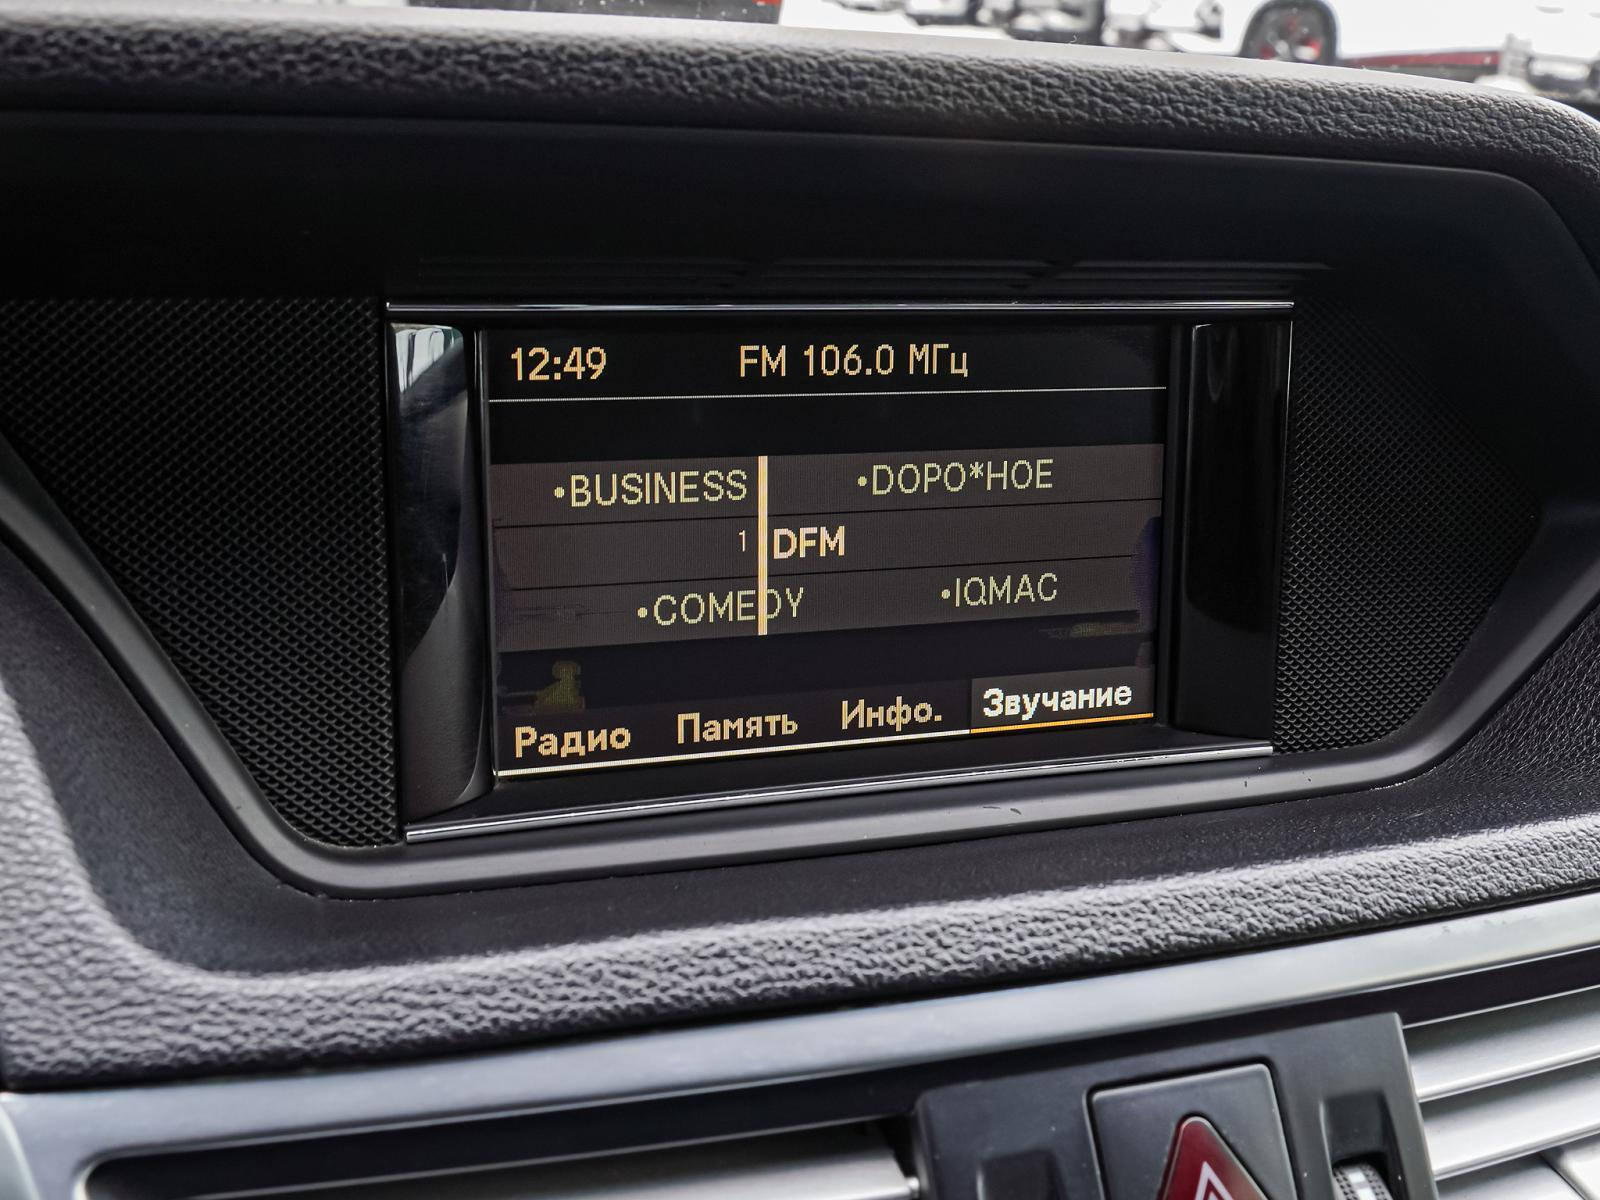 12:49 FM 106.0 МГц
•BUSINESS •DOPO*HOE
1 DFM
•COMEDY •IQMAC
Радио Память Инфо. Звучание